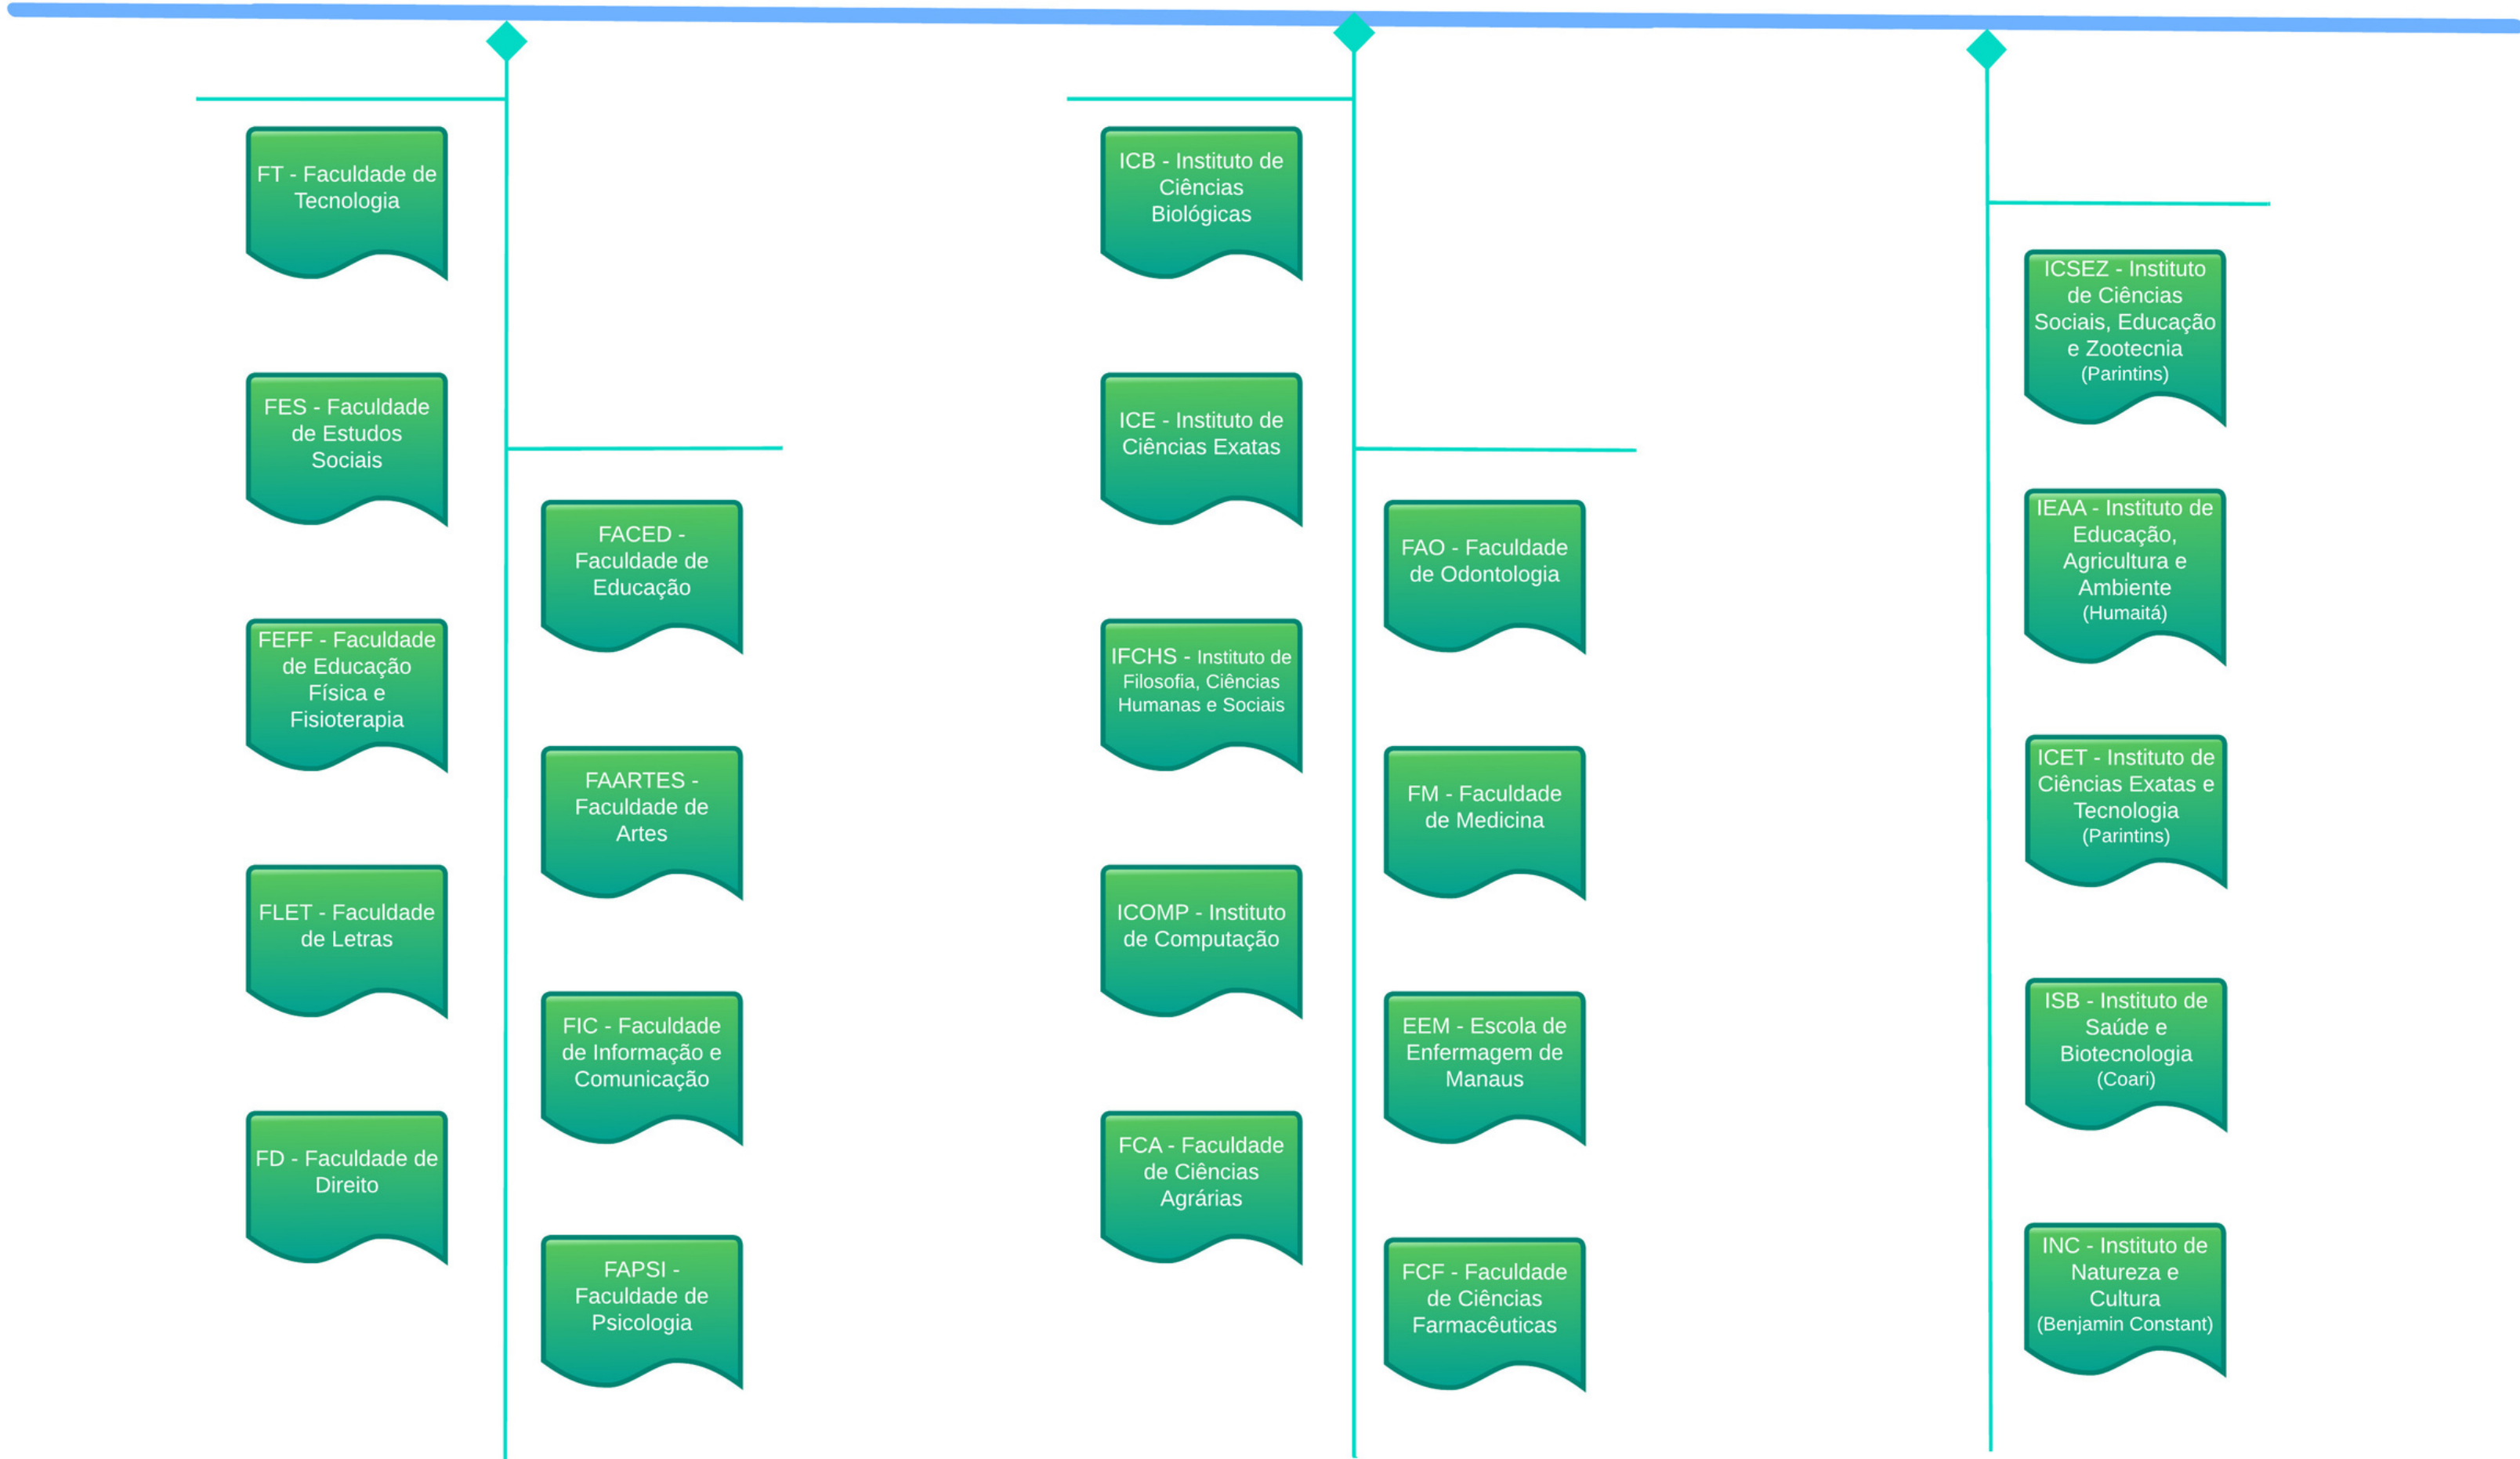 FT - Faculdade de
Tecnologia
FES - Faculdade
de Estudos
Sociais
FEFF - Faculdade
de Educação
Física e
Fisioterapia
FLET - Faculdade
de Letras
FD - Faculdade de
Direito
FACED -
Faculdade de
Educação
FAARTES -
Faculdade de
Artes
FIC - Faculdade
de Informação e
Comunicação
FAPSI -
Faculdade de
Psicologia
ICB - Instituto de
Ciências
Biológicas
ICE - Instituto de
Ciências Exatas
IFCHS - Instituto de
Filosofia, Ciências
Humanas e Sociais
ICOMP - Instituto
de Computação
FCA - Faculdade
de Ciências
Agrárias
FAO - Faculdade
de Odontologia
FM - Faculdade
de Medicina
EEM - Escola de
Enfermagem de
Manaus
FCF - Faculdade
de Ciências
Farmacêuticas
ICSEZ - Instituto
de Ciências
Sociais, Educação
e Zootecnia
(Parintins)
IEAA - Instituto de
Educação,
Agricultura e
Ambiente
(Humaitá)
ICET - Instituto de
Ciências Exatas e
Tecnologia
(Parintins)
ISB - Instituto de
Saúde e
Biotecnologia
(Coari)
INC - Instituto de
Natureza e
Cultura
(Benjamin Constant)